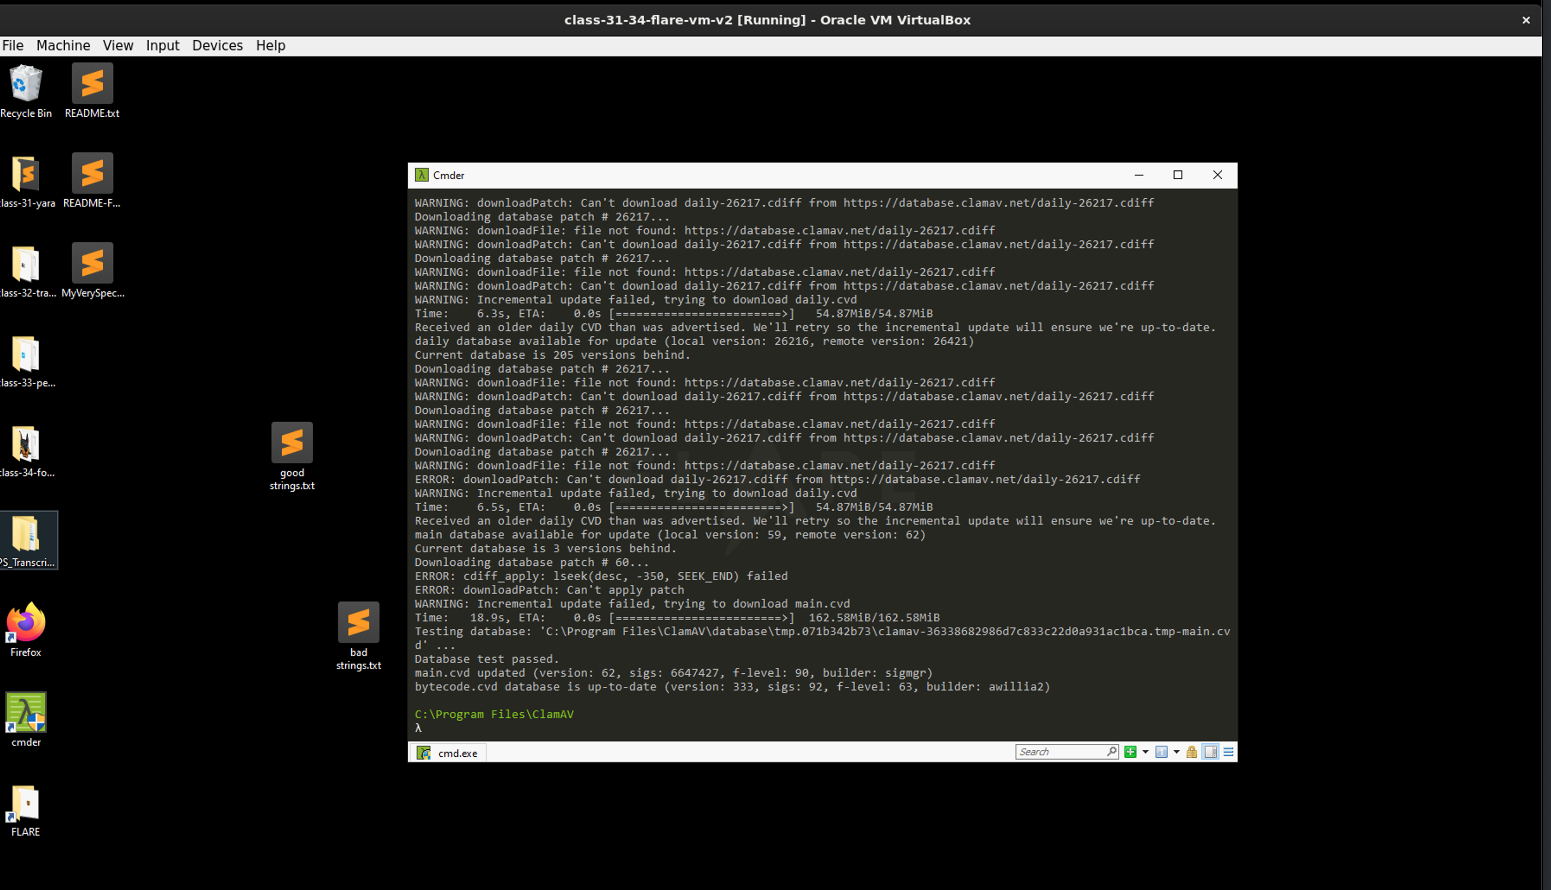 class-31-34-flare-vm-v2 [Running] - Oracle VM VirtualBox
File Machine View Input Devices Help
Recycle Bin
README.txt
class-31-yara
README-F...
class-32-tra...
MyVerySpec...
class-33-pe...
class-34-fo...
good
strings.txt
PS_Transcri...
Firefox
bad
strings.txt
cmder
FLARE
Cmder
WARNING: downloadPatch: Can't download daily-26217.cdiff from https://database.clamav.net/daily-26217.cdiff
Downloading database patch # 26217...
WARNING: downloadFile: file not found: https://database.clamav.net/daily-26217.cdiff
WARNING: downloadPatch: Can't download daily-26217.cdiff from https://database.clamav.net/daily-26217.cdiff
Downloading database patch # 26217...
WARNING: downloadFile: file not found: https://database.clamav.net/daily-26217.cdiff
WARNING: downloadPatch: Can't download daily-26217.cdiff from https://database.clamav.net/daily-26217.cdiff
WARNING: Incremental update failed, trying to download daily.cvd
Time:    6.3s, ETA:    0.0s [========================>]   54.87MiB/54.87MiB
Received an older daily CVD than was advertised. We'll retry so the incremental update will ensure we're up-to-date.
daily database available for update (local version: 26216, remote version: 26421)
Current database is 205 versions behind.
Downloading database patch # 26217...
WARNING: downloadFile: file not found: https://database.clamav.net/daily-26217.cdiff
WARNING: downloadPatch: Can't download daily-26217.cdiff from https://database.clamav.net/daily-26217.cdiff
Downloading database patch # 26217...
WARNING: downloadFile: file not found: https://database.clamav.net/daily-26217.cdiff
WARNING: downloadPatch: Can't download daily-26217.cdiff from https://database.clamav.net/daily-26217.cdiff
Downloading database patch # 26217...
WARNING: downloadFile: file not found: https://database.clamav.net/daily-26217.cdiff
ERROR: downloadPatch: Can't download daily-26217.cdiff from https://database.clamav.net/daily-26217.cdiff
WARNING: Incremental update failed, trying to download daily.cvd
Time:    6.5s, ETA:    0.0s [========================>]   54.87MiB/54.87MiB
Received an older daily CVD than was advertised. We'll retry so the incremental update will ensure we're up-to-date.
main database available for update (local version: 59, remote version: 62)
Current database is 3 versions behind.
Downloading database patch # 60...
ERROR: cdiff_apply: lseek(desc, -350, SEEK_END) failed
ERROR: downloadPatch: Can't apply patch
WARNING: Incremental update failed, trying to download main.cvd
Time:   18.9s, ETA:    0.0s [========================>]  162.58MiB/162.58MiB
Testing database: 'C:\Program Files\ClamAV\database\tmp.071b342b73\clamav-36338682986d7c833c22d0a931ac1bca.tmp-main.cv
d' ...
Database test passed.
main.cvd updated (version: 62, sigs: 6647427, f-level: 90, builder: sigmgr)
bytecode.cvd database is up-to-date (version: 333, sigs: 92, f-level: 63, builder: awillia2)
C:\Program Files\ClamAV
λ
cmd.exe
Search